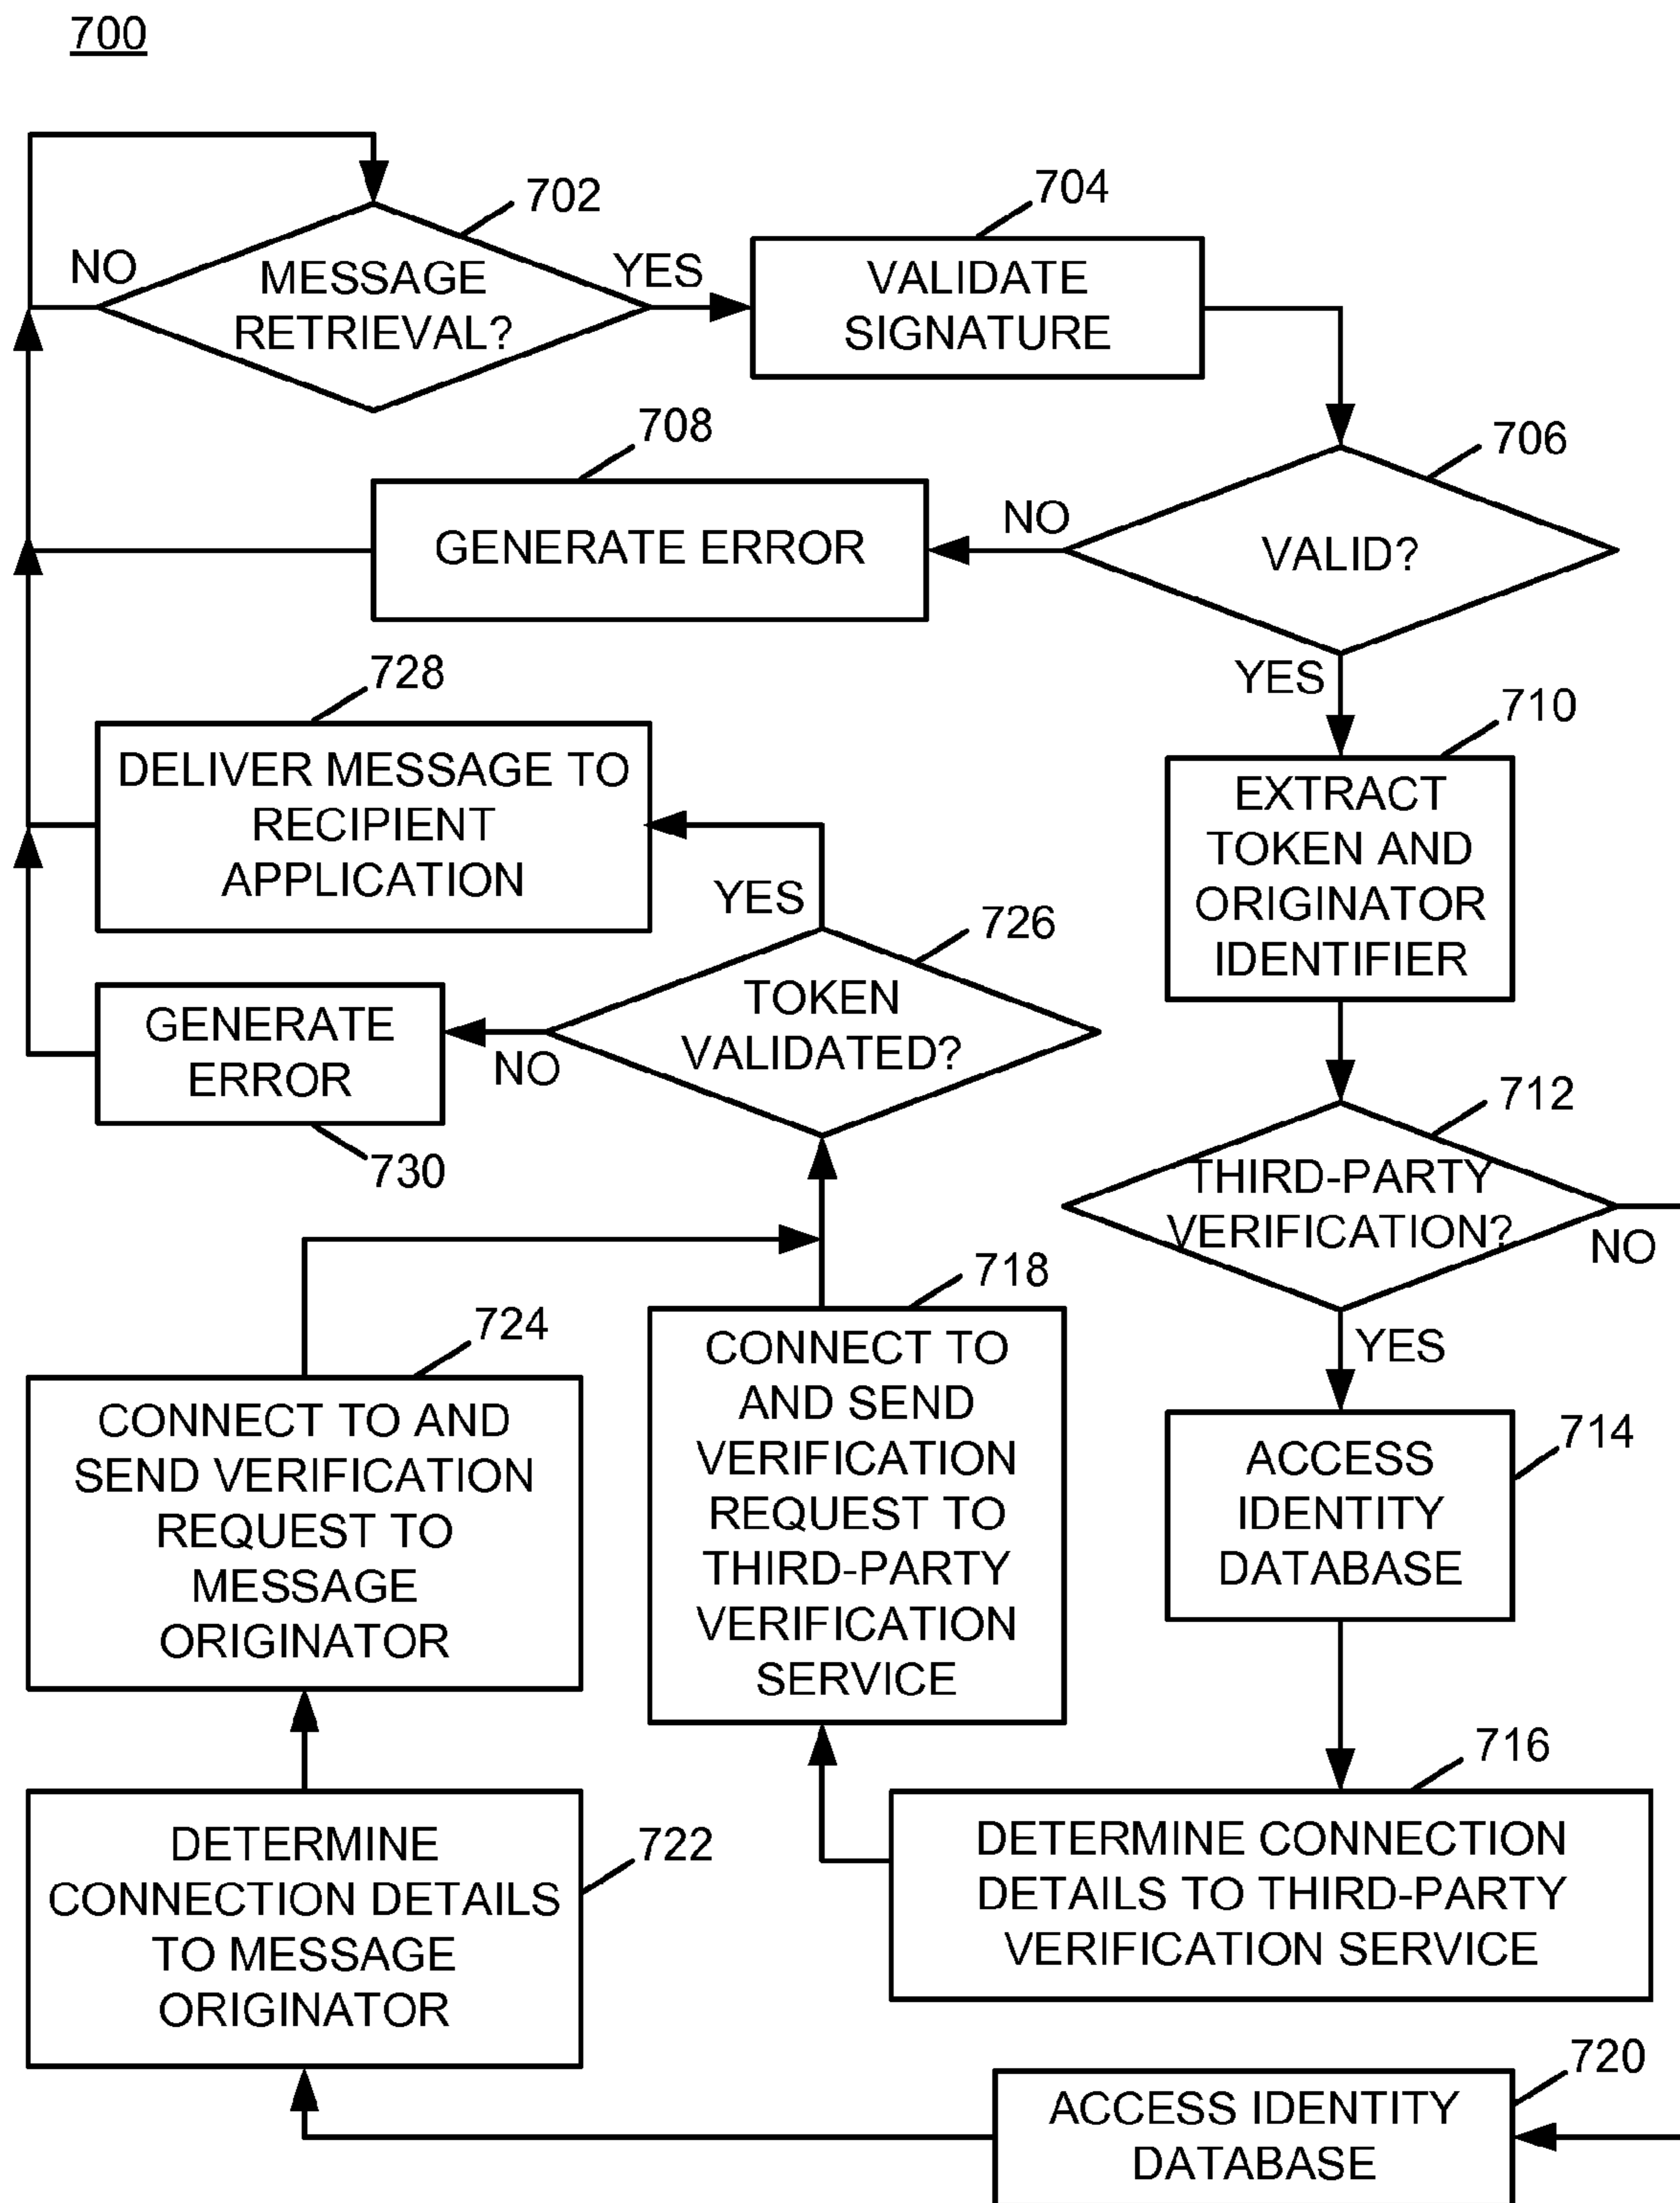 700
702
NO
MESSAGE
RETRIEVAL?
YES
704
VALIDATE
SIGNATURE
708
GENERATE ERROR
NO
706
VALID?
YES
728
DELIVER MESSAGE TO
RECIPIENT
APPLICATION
YES
710
EXTRACT
TOKEN AND
ORIGINATOR
IDENTIFIER
726
TOKEN
VALIDATED?
NO
GENERATE
ERROR
730
712
THIRD-PARTY
VERIFICATION?
NO
YES
724
CONNECT TO AND
SEND VERIFICATION
REQUEST TO
MESSAGE
ORIGINATOR
718
CONNECT TO
AND SEND
VERIFICATION
REQUEST TO
THIRD-PARTY
VERIFICATION
SERVICE
714
ACCESS
IDENTITY
DATABASE
716
DETERMINE CONNECTION
DETAILS TO THIRD-PARTY
VERIFICATION SERVICE
722
DETERMINE
CONNECTION DETAILS
TO MESSAGE
ORIGINATOR
720
ACCESS IDENTITY
DATABASE